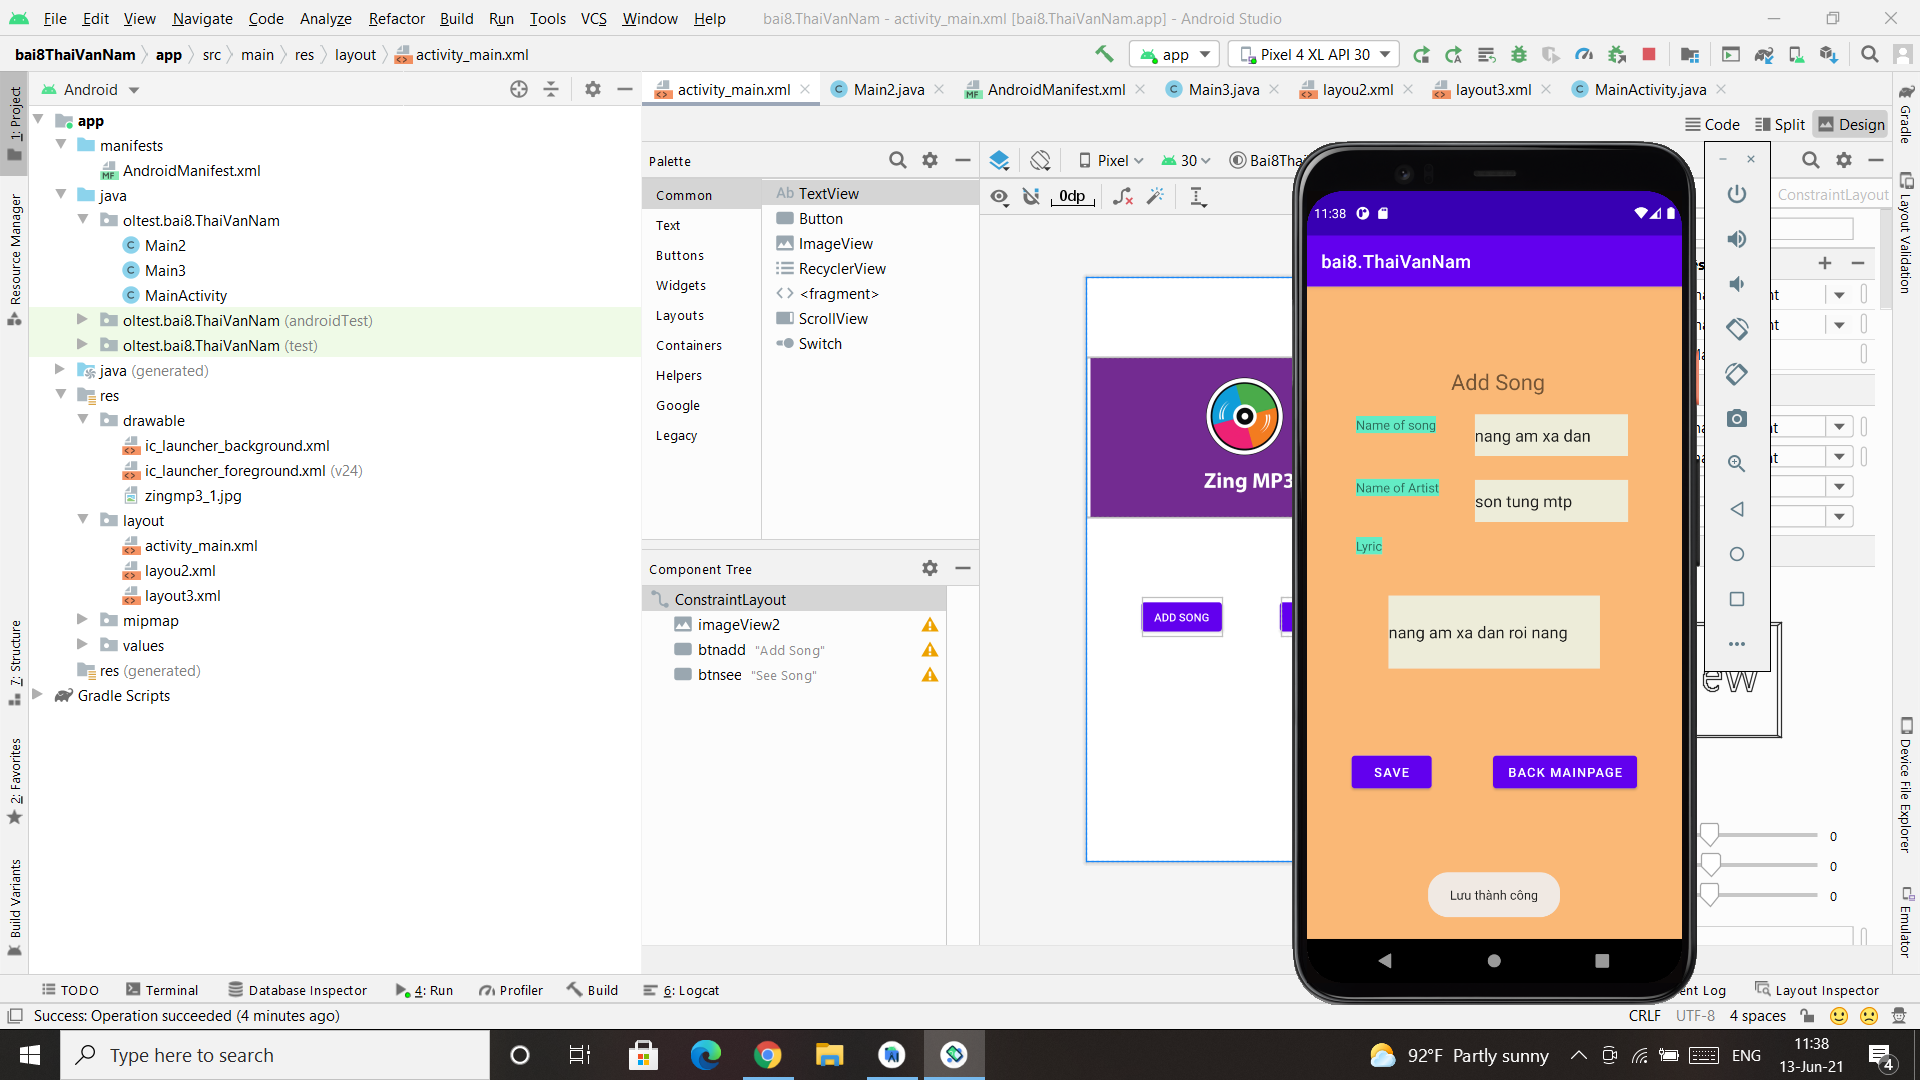 File Edit View Navigate Code Analyze Refactor Build Run Tools VCS Window Help bai8.ThaiVanNam - activity_main.xml [bai8.ThaiVanNam.app] - Android Studio
bai8ThaiVanNam app src main res layout activity_main.xml app Pixel 4 XL API 30
Android activity_main.xml Main2.java AndroidManifest.xml Main3.java layou2.xml layout3.xml MainActivity.java
Code Split Design
1: Project
Resource Manager
7: Structure
2: Favorites
Build Variants
app
manifests
AndroidManifest.xml
java
oltest.bai8.ThaiVanNam
Main2
Main3
MainActivity
oltest.bai8.ThaiVanNam (androidTest)
oltest.bai8.ThaiVanNam (test)
java (generated)
res
drawable
ic_launcher_background.xml
ic_launcher_foreground.xml (v24)
zingmp3_1.jpg
layout
activity_main.xml
layou2.xml
layout3.xml
mipmap
values
res (generated)
Gradle Scripts
Palette
Common
Text
Buttons
Widgets
Layouts
Containers
Helpers
Google
Legacy
Ab TextView
Button
ImageView
RecyclerView
<fragment>
ScrollView
Switch
Component Tree
ConstraintLayout
imageView2
btnadd "Add Song"
btnsee "See Song"
Pixel 30 Bai8Thai
0dp
Zing MP3
ADD SONG
11:38
bai8.ThaiVanNam
Add Song
Name of song nang am xa dan
Name of Artist son tung mtp
Lyric
nang am xa dan roi nang
SAVE BACK MAINPAGE
Lưu thành công
ConstraintLayout
ew
0
0
0
Gradle
Layout Validation
Device File Explorer
Emulator
TODO Terminal Database Inspector 4: Run Profiler Build 6: Logcat ent Log Layout Inspector
Success: Operation succeeded (4 minutes ago) CRLF UTF-8 4 spaces
Type here to search 92°F Partly sunny ENG 11:38
13-Jun-21
4